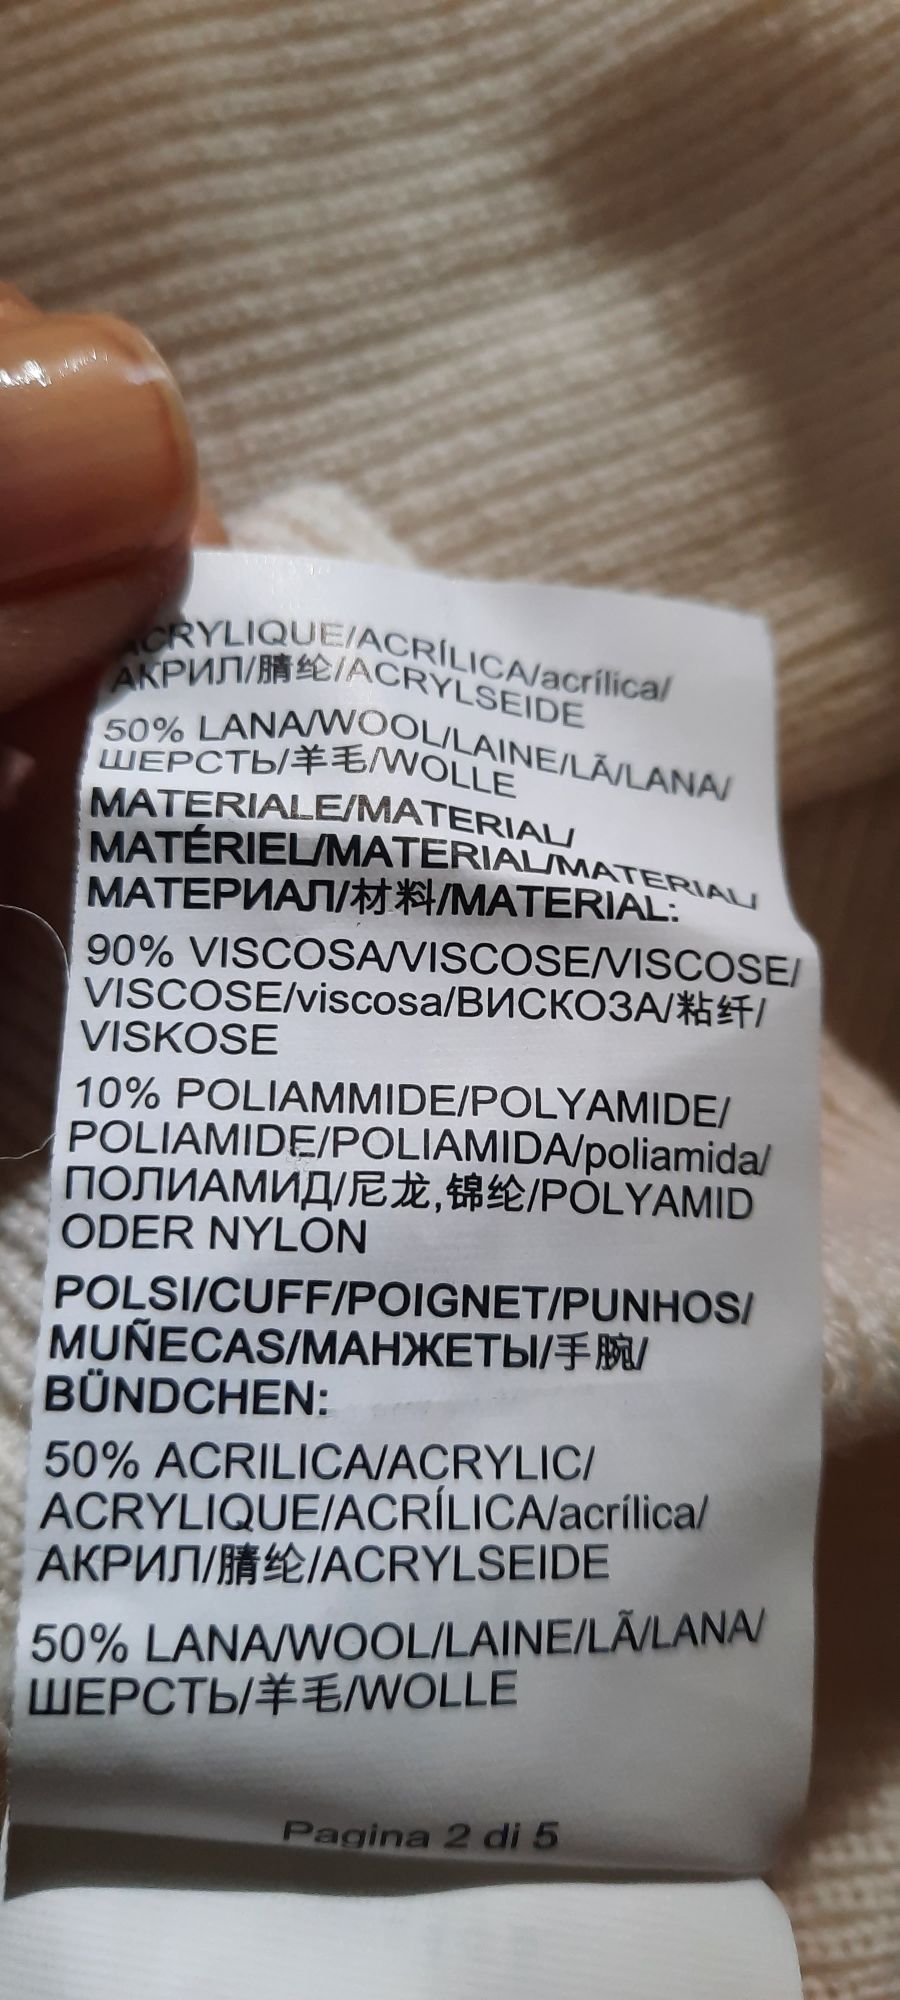 ACRYLIQUE/ACRÍLICA/acrílica/
АКРИЛ/腈纶/ACRYLSEIDE
50% LANA/WOOL/LAINE/LÃ/LANA/
ШЕРСТЬ/羊毛/WOLLE
MATERIALE/MATERIAL/
MATÉRIEL/MATERIAL/MATERIAL/
МАТЕРИАЛ/材料/MATERIAL:
90% VISCOSA/VISCOSE/VISCOSE/
VISCOSE/viscosa/ВИСКОЗА/粘纤/
VISKOSE
10% POLIAMMIDE/POLYAMIDE/
POLIAMIDE/POLIAMIDA/poliamida/
ПОЛИАМИД/尼龙,锦纶/POLYAMID
ODER NYLON
POLSI/CUFF/POIGNET/PUNHOS/
MUÑECAS/МАНЖЕТЫ/手腕/
BÜNDCHEN:
50% ACRILICA/ACRYLIC/
ACRYLIQUE/ACRÍLICA/acrílica/
АКРИЛ/腈纶/ACRYLSEIDE
50% LANA/WOOL/LAINE/LÃ/LANA/
ШЕРСТЬ/羊毛/WOLLE
Pagina 2 di 5